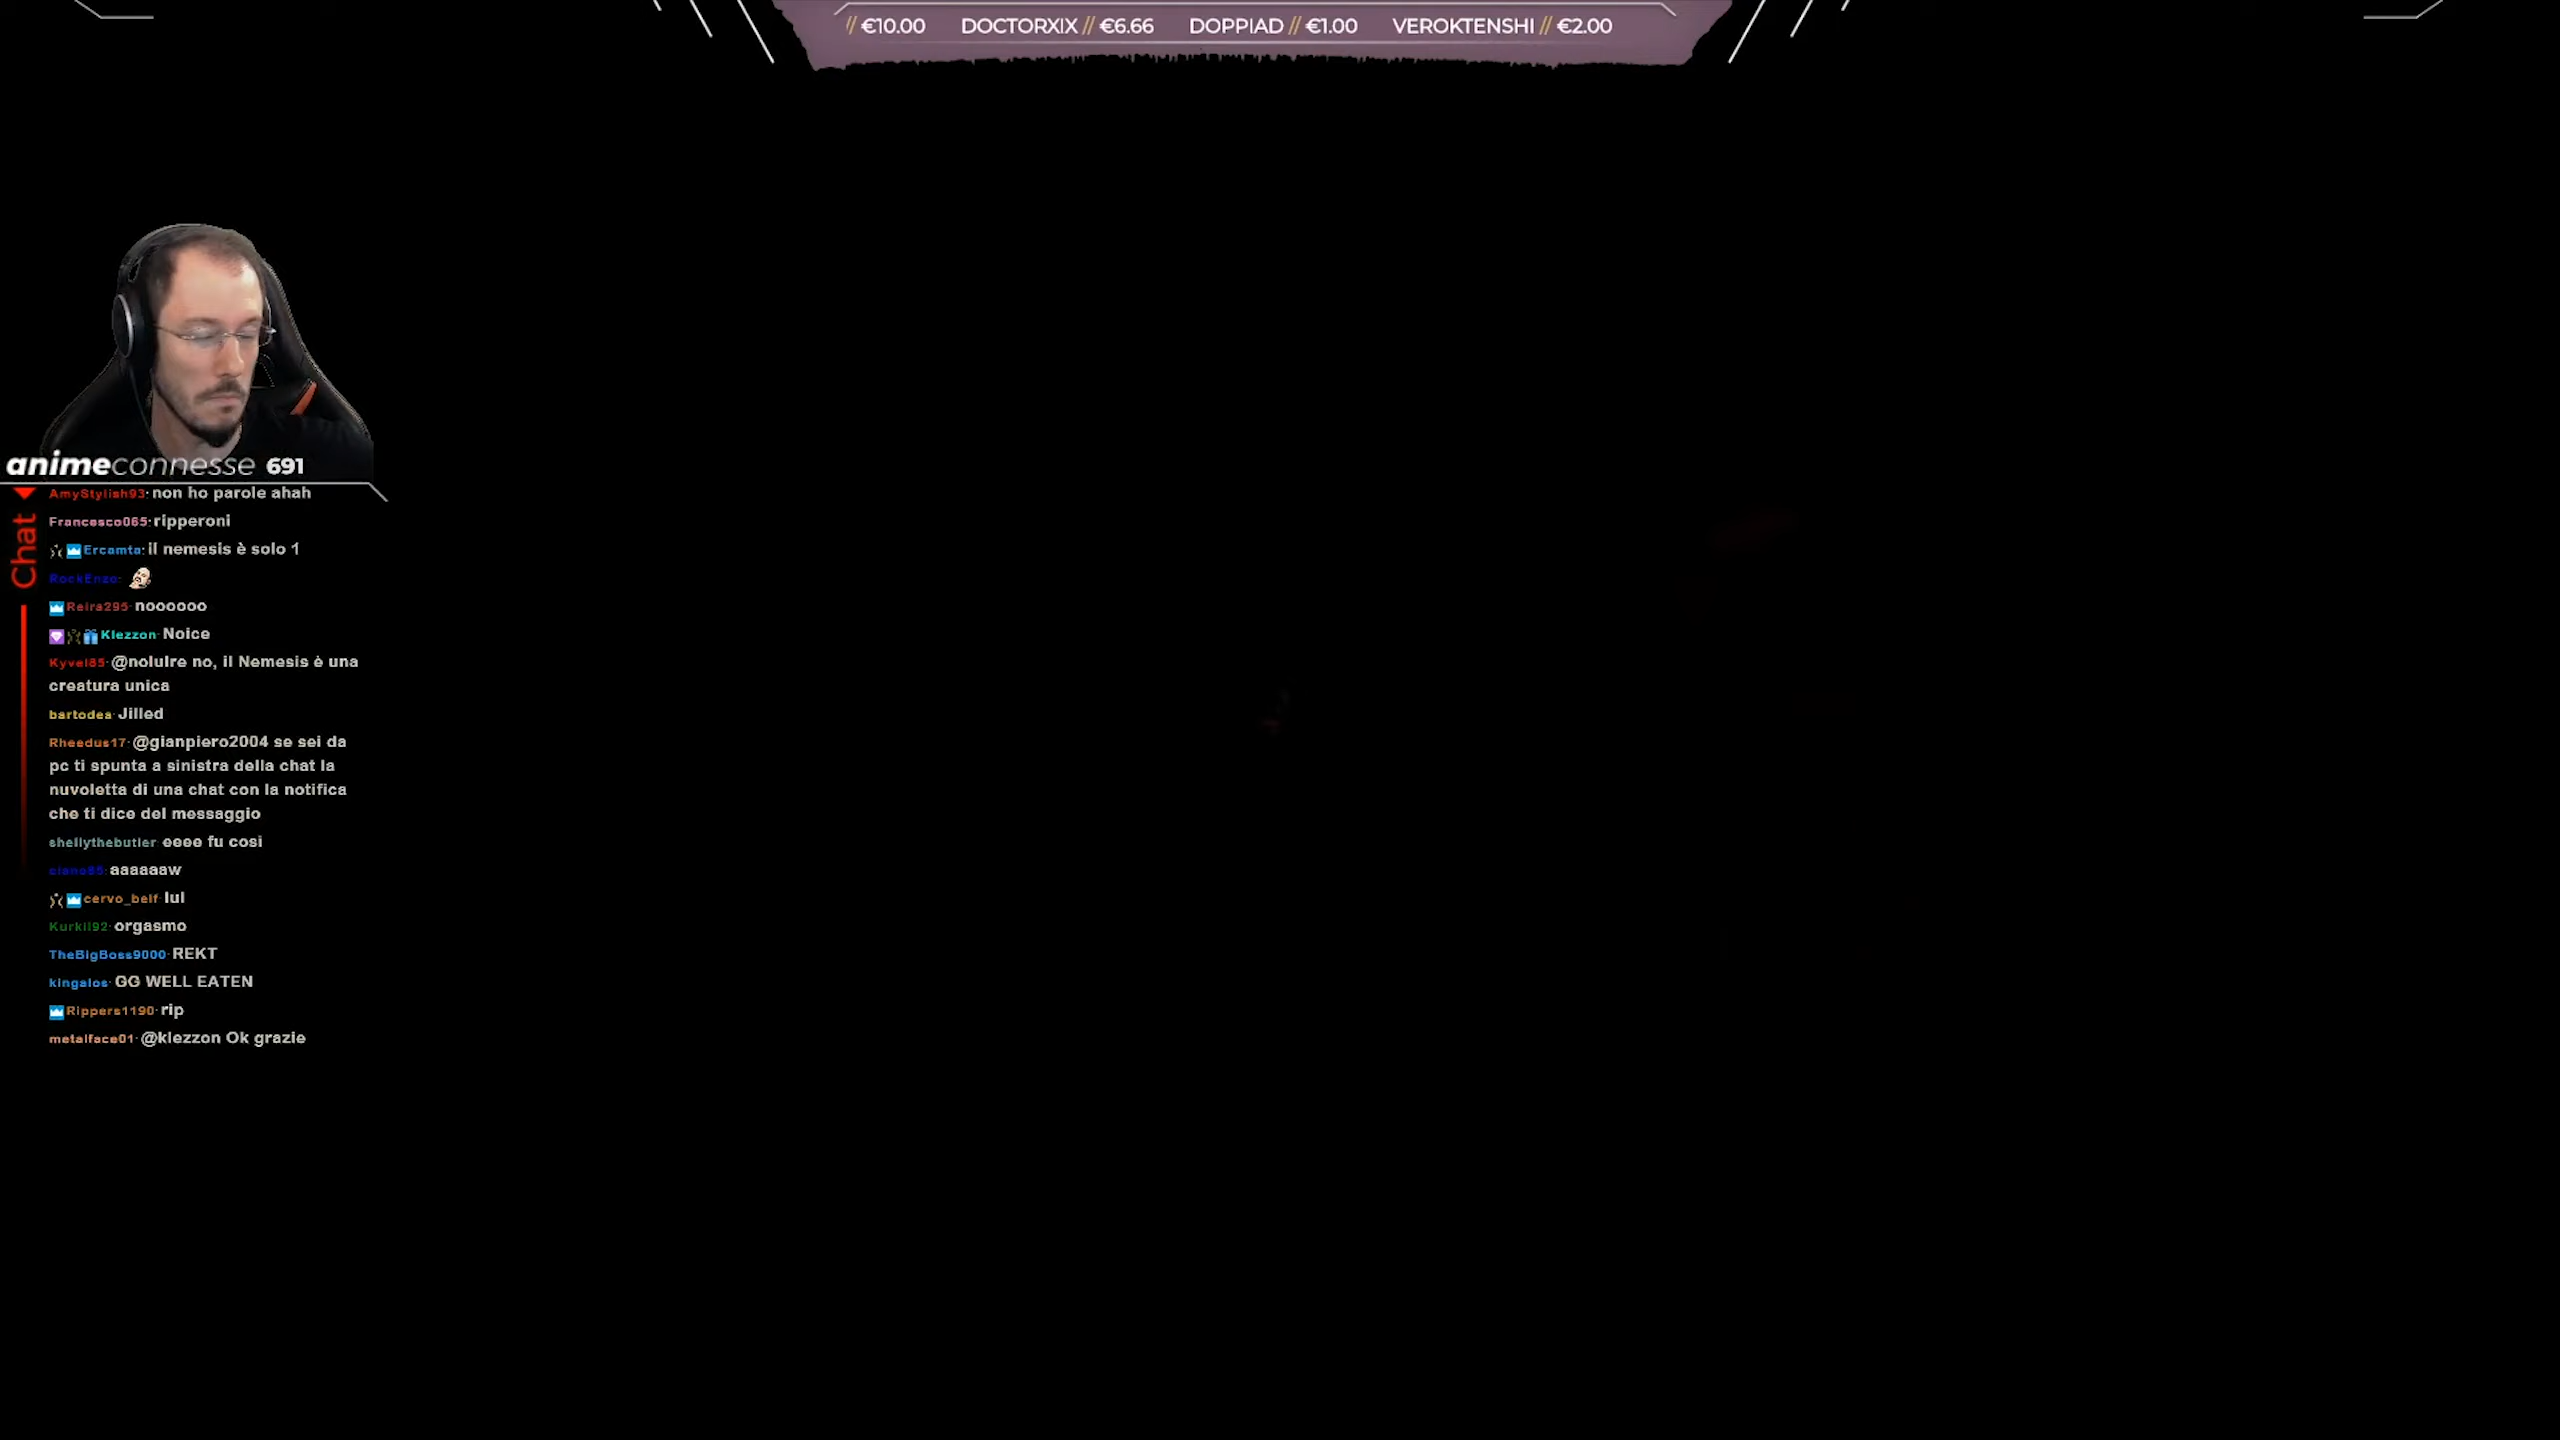 // €10.00 DOCTORXIX // €6.66 DOPPIAD // €1.00 VEROKTENSHI // €2.00
animeconnesse 691
Chat
AmyStylish93: non ho parole ahah
Francesco065: ripperoni
Ercamta: il nemesis è solo 1
RockEnzo:
Reira295: noooooo
Klezzon: Noice
Kyvel85: @nolulre no, il Nemesis è una
creatura unica
bartodea: Jilled
Rheedus17: @gianpiero2004 se sei da
pc ti spunta a sinistra della chat la
nuvoletta di una chat con la notifica
che ti dice del messaggio
shellythebutler: eeee fu così
ciano85: aaaaaaw
cervo_belf: lul
Kurkil92: orgasmo
TheBigBoss9000: REKT
kingalos: GG WELL EATEN
Rippers1190: rip
metalface01: @klezzon Ok grazie